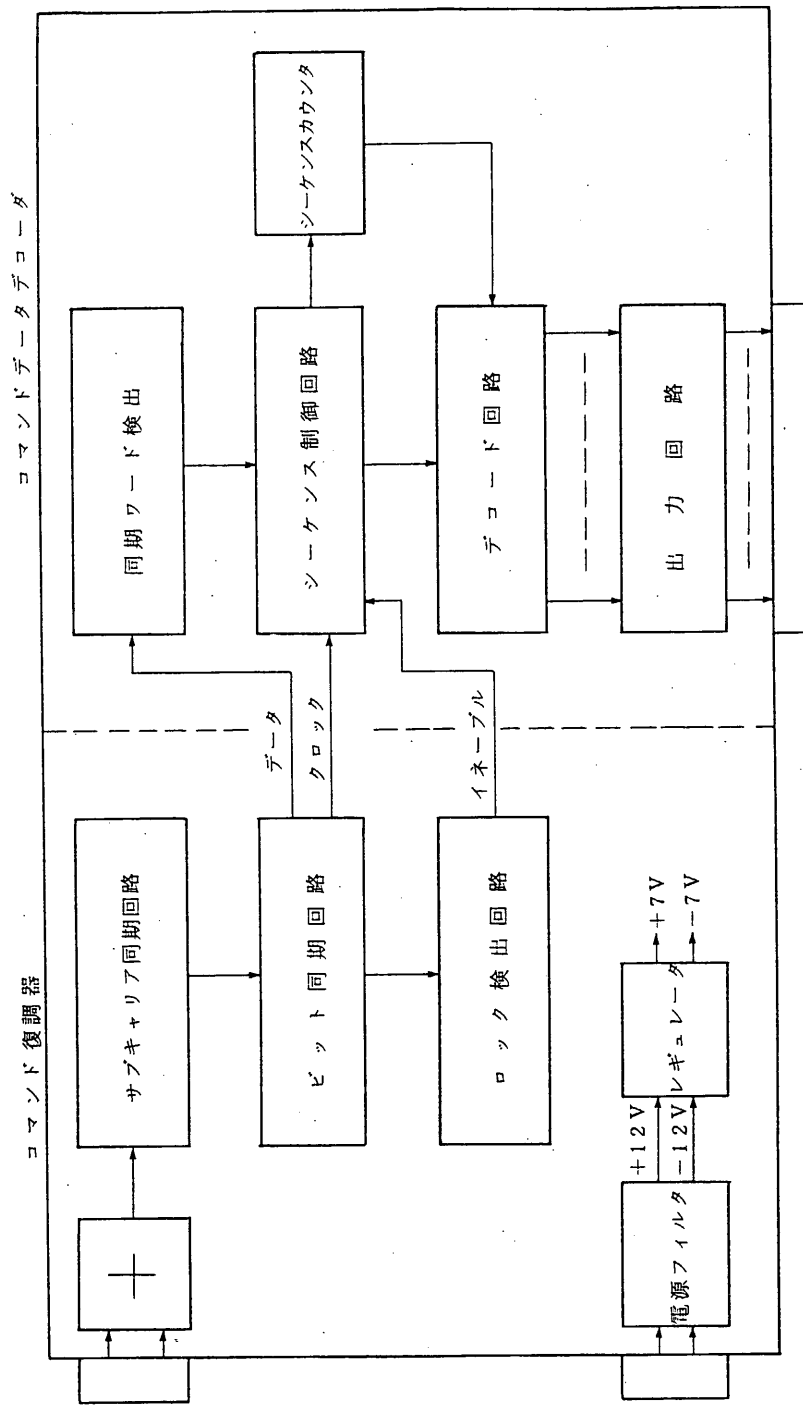 コマンド復調器
コマンドデータデコーダ
サブキャリア同期回路
ビット同期回路
ロック検出回路
データ
クロック
イネーブル
同期ワード検出
シーケンス制御回路
シーケンスカウンタ
デコード回路
出力回路
電源フィルタ
+12V
-12V
レギュレータ
+7V
-7V